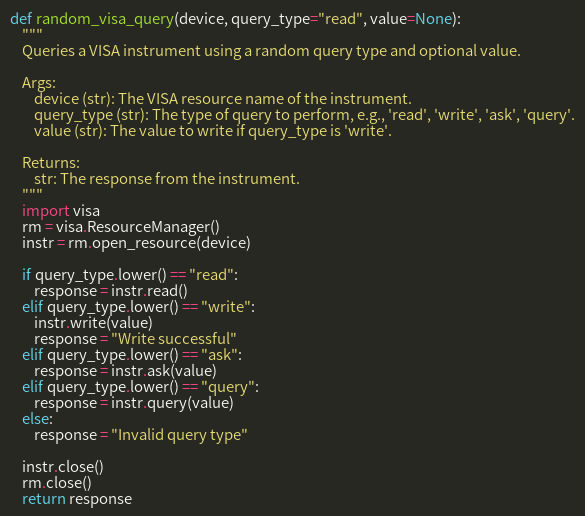 def random_visa_query(device, query_type="read", value=None):
    """
    Queries a VISA instrument using a random query type and optional value.

    Args:
        device (str): The VISA resource name of the instrument.
        query_type (str): The type of query to perform, e.g., 'read', 'write', 'ask', 'query'.
        value (str): The value to write if query_type is 'write'.

    Returns:
        str: The response from the instrument.
    """
    import visa
    rm = visa.ResourceManager()
    instr = rm.open_resource(device)

    if query_type.lower() == "read":
        response = instr.read()
    elif query_type.lower() == "write":
        instr.write(value)
        response = "Write successful"
    elif query_type.lower() == "ask":
        response = instr.ask(value)
    elif query_type.lower() == "query":
        response = instr.query(value)
    else:
        response = "Invalid query type"

    instr.close()
    rm.close()
    return response